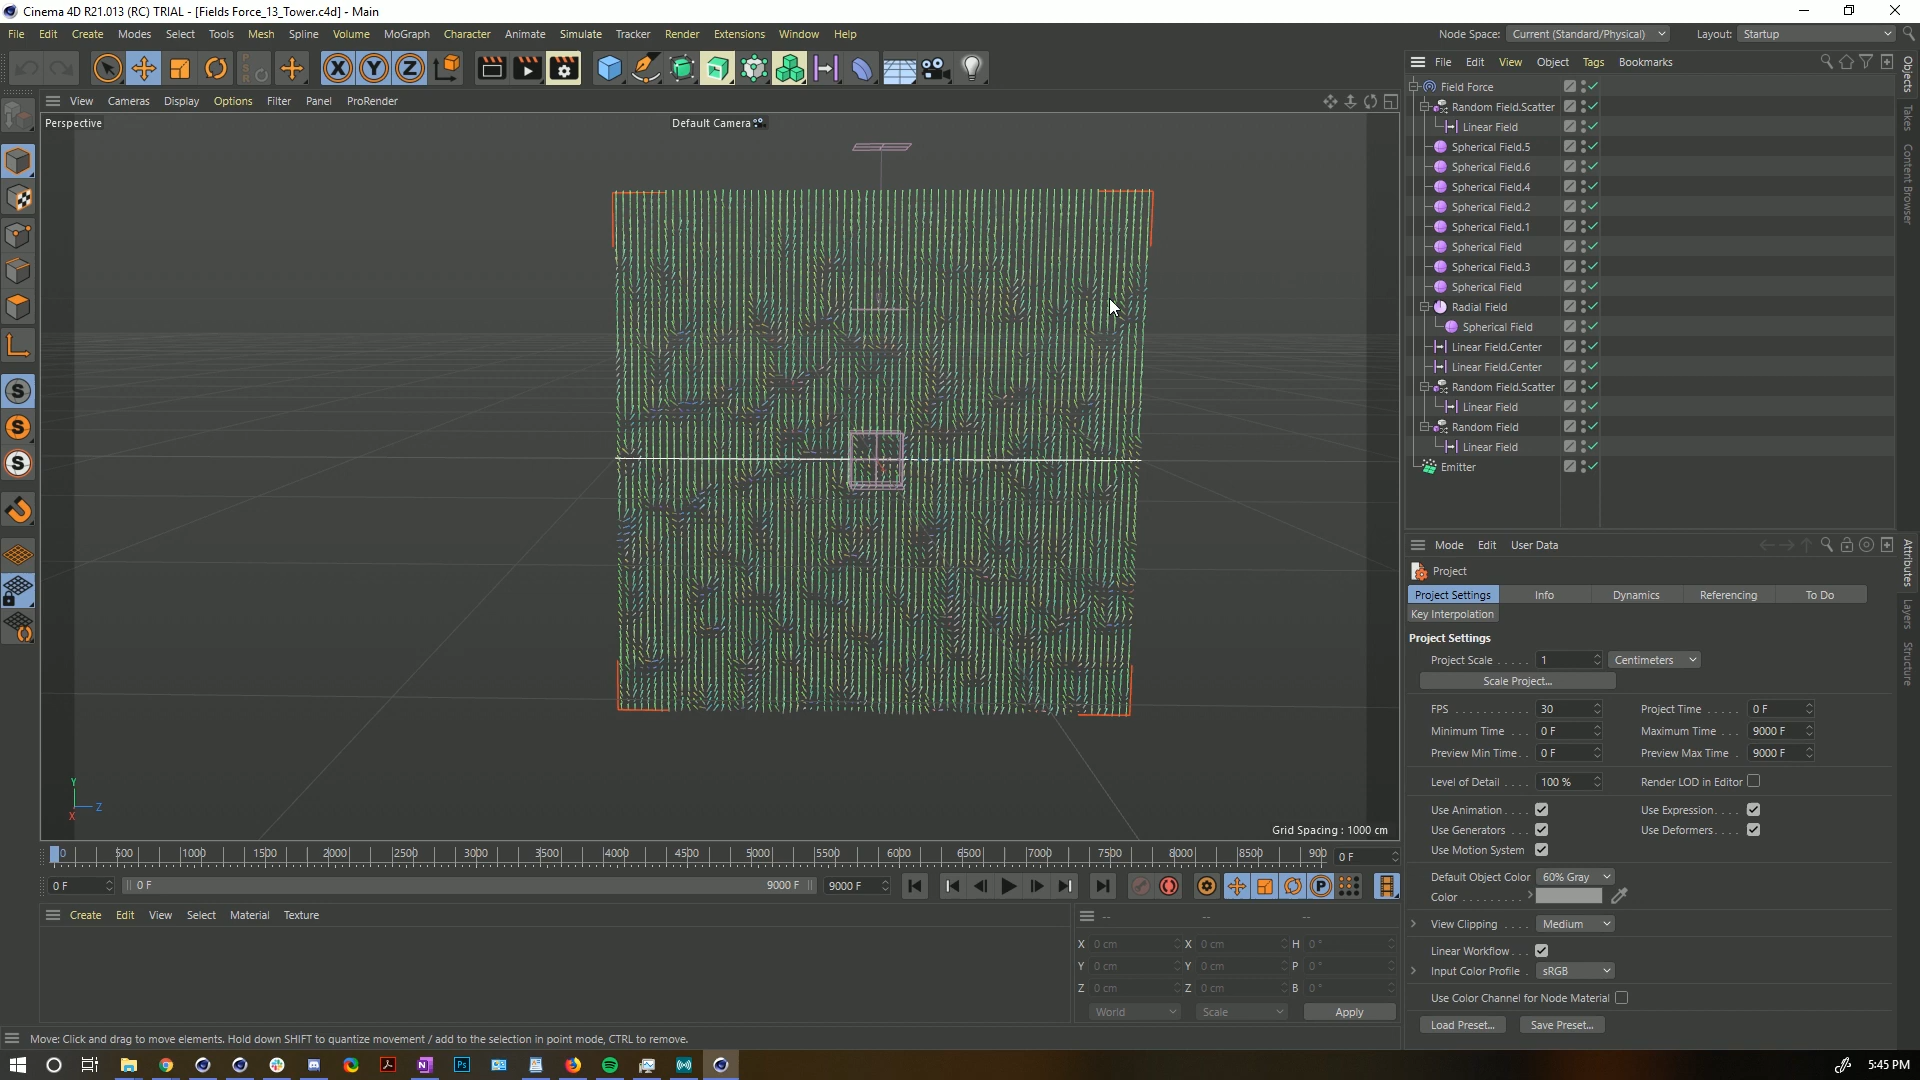 Cinema 4D R21.013 (RC) TRIAL - [Fields Force_13_Tower.c4d] - Main
File Edit Create Modes Select Tools Mesh Spline Volume MoGraph Character Animate Simulate Tracker Render Extensions Window Help
Node Space: Current (Standard/Physical) Layout: Startup
X Y Z
File Edit View Object Tags Bookmarks
View Cameras Display Options Filter Panel ProRender
Perspective
Default Camera
Field Force
Random Field.Scatter
Linear Field
Spherical Field.5
Spherical Field.6
Spherical Field.4
Spherical Field.2
Spherical Field.1
Spherical Field
Spherical Field.3
Spherical Field
Radial Field
Spherical Field
Linear Field.Center
Linear Field.Center
Random Field.Scatter
Linear Field
Random Field
Linear Field
Emitter
Objects
Takes
Content Browser
Attributes
Layers
Structure
Mode Edit User Data
Project
Project Settings Info Dynamics Referencing To Do
Key Interpolation
Project Settings
Project Scale 1 Centimeters
Scale Project...
FPS 30 Project Time 0 F
Minimum Time 0 F Maximum Time 9000 F
Preview Min Time 0 F Preview Max Time 9000 F
Level of Detail 100 % Render LOD in Editor
Use Animation Use Expression
Use Generators Use Deformers
Use Motion System
Default Object Color 60% Gray
Color
View Clipping Medium
Linear Workflow
Input Color Profile sRGB
Use Color Channel for Node Material
Load Preset... Save Preset...
Y
Z
X
Grid Spacing : 1000 cm
0 500 1000 1500 2000 2500 3000 3500 4000 4500 5000 5500 6000 6500 7000 7500 8000 8500 900 0 F
0 F 0 F 9000 F 9000 F
Create Edit View Select Material Texture
-- -- --
X 0 cm X 0 cm H 0 °
Y 0 cm Y 0 cm P 0 °
Z 0 cm Z 0 cm B 0 °
World Scale Apply
Move: Click and drag to move elements. Hold down SHIFT to quantize movement / add to the selection in point mode, CTRL to remove.
5:45 PM